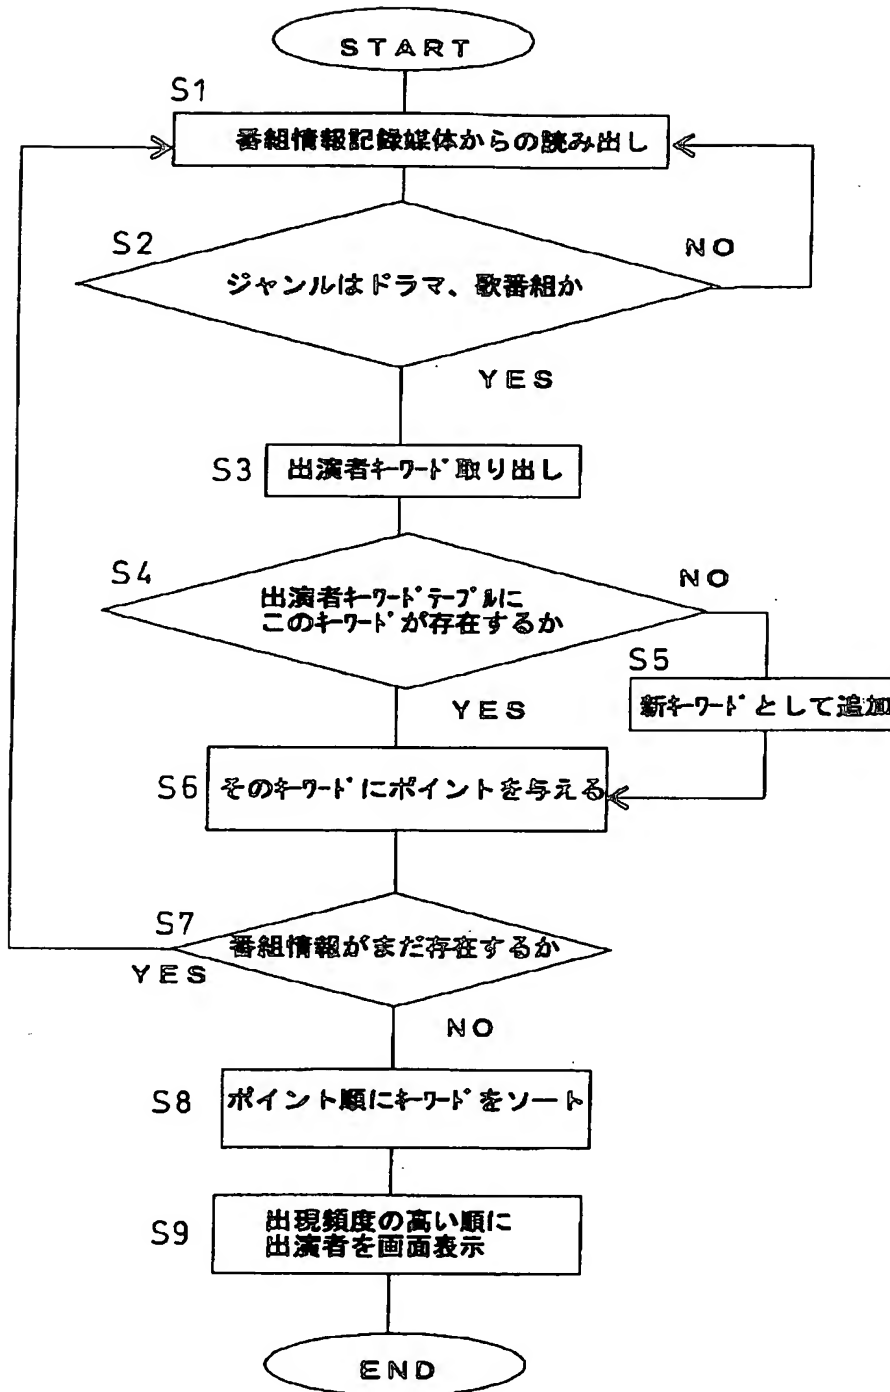 START
S1
番組情報記録媒体からの読み出し
S2
NO
ジャンルはドラマ、歌番組か
YES
S3
出演者ｷｰﾜｰﾄﾞ取り出し
S4
NO
出演者ｷｰﾜｰﾄﾞﾃｰﾌﾞﾙに
このｷｰﾜｰﾄﾞが存在するか
S5
YES
新ｷｰﾜｰﾄﾞとして追加
S6
そのｷｰﾜｰﾄﾞにポイントを与える
S7
番組情報がまだ存在するか
YES
NO
S8
ポイント順にｷｰﾜｰﾄﾞをソート
S9
出現頻度の高い順に
出演者を画面表示
END